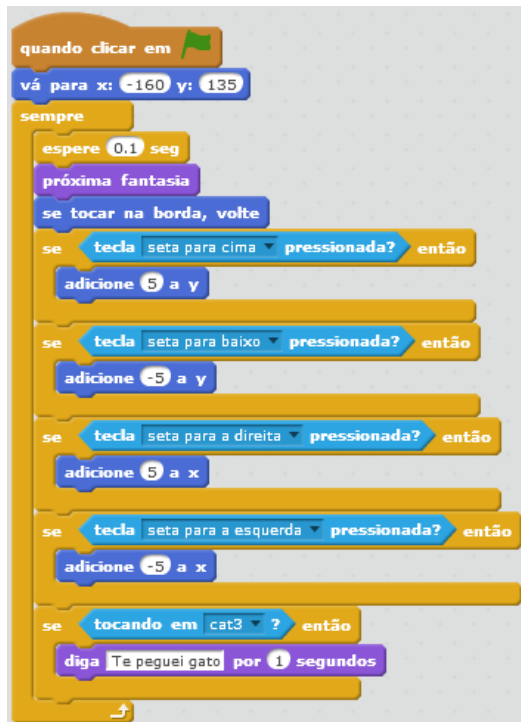 quando clicar em
vá para x: -160 y: 135
sempre
espere 0.1 seg
próxima fantasia
se tocar na borda, volte
se tecla seta para cima pressionada? então
adicione 5 a y
se tecla seta para baixo pressionada? então
adicione -5 a y
se tecla seta para a direita pressionada? então
adicione 5 a x
se tecla seta para a esquerda pressionada? então
adicione -5 a x
se tocando em cat3 ? então
diga Te peguei gato por 1 segundos